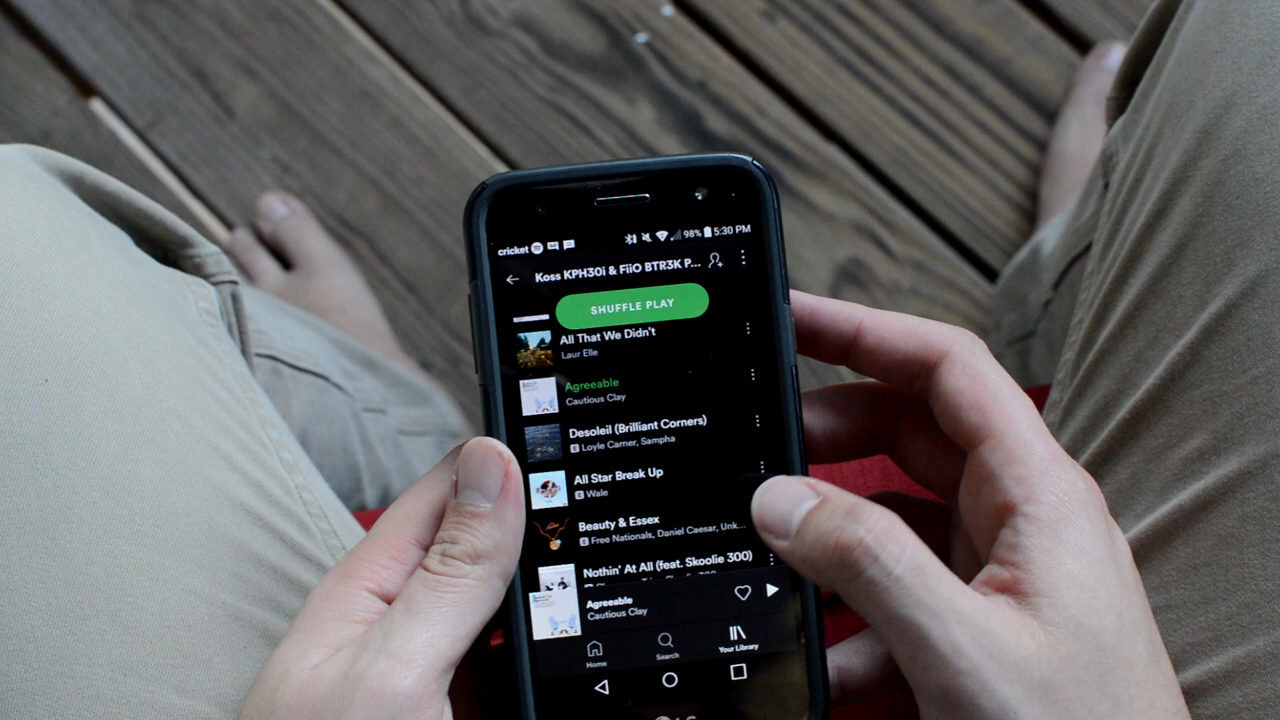 cricket 98% 5:30 PM
Koss KPH30i & FiiO BTR3K P...
SHUFFLE PLAY
All That We Didn't
Laur Elle
Agreeable
Cautious Clay
Desoleil (Brilliant Corners)
E Loyle Carner, Sampha
All Star Break Up
E Wale
Beauty & Essex
E Free Nationals, Daniel Caesar, Unk...
Nothin' At All (feat. Skoolie 300)
Agreeable
Cautious Clay
Home Search Your Library
LG